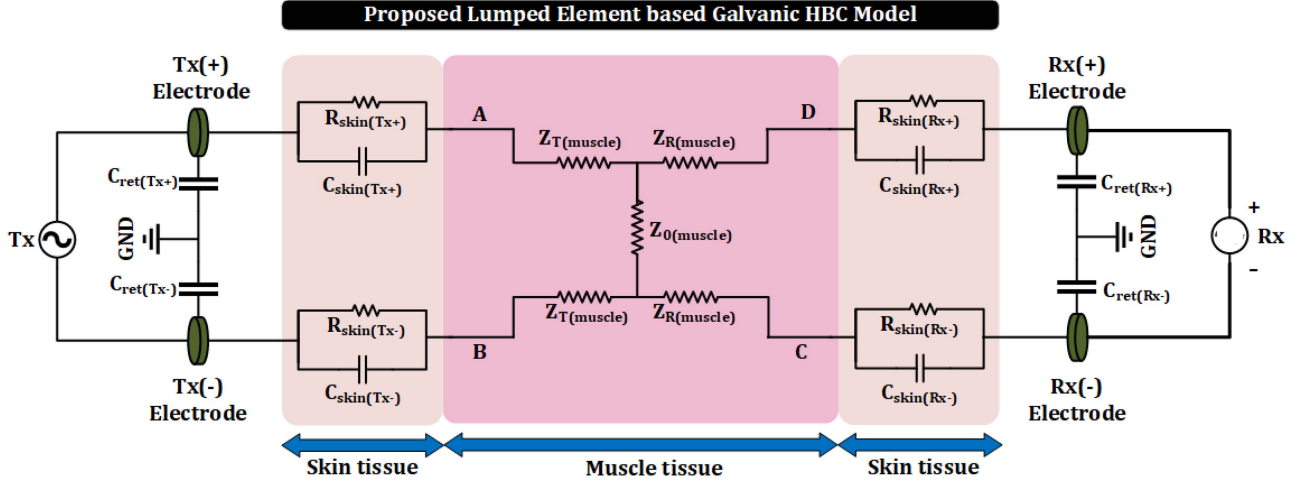 Proposed Lumped Element based Galvanic HBC Model
Tx(+)
Electrode
Rx(+)
Electrode
Rskin(Tx+)
Cskin(Tx+)
A
D
ZT(muscle)
ZR(muscle)
Rskin(Rx+)
Cskin(Rx+)
Cret(Tx+)
Cret(Rx+)
Tx
GND
Z0(muscle)
GND
+
Rx
–
Cret(Tx-)
Cret(Rx-)
Rskin(Tx-)
Cskin(Tx-)
B
C
ZT(muscle)
ZR(muscle)
Rskin(Rx-)
Cskin(Rx-)
Tx(-)
Electrode
Rx(-)
Electrode
Skin tissue
Muscle tissue
Skin tissue